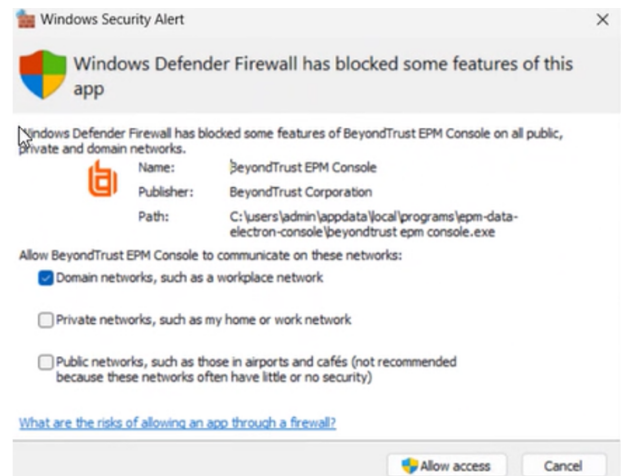 Windows Security Alert
Windows Defender Firewall has blocked some features of this
app
Windows Defender Firewall has blocked some features of BeyondTrust EPM Console on all public,
private and domain networks.
Name: BeyondTrust EPM Console
Publisher: BeyondTrust Corporation
Path: C:\users\admin\appdata\local\programs\epm-data-
electron-console\beyondtrust epm console.exe
Allow BeyondTrust EPM Console to communicate on these networks:
Domain networks, such as a workplace network
Private networks, such as my home or work network
Public networks, such as those in airports and cafés (not recommended
because these networks often have little or no security)
What are the risks of allowing an app through a firewall?
Allow access Cancel